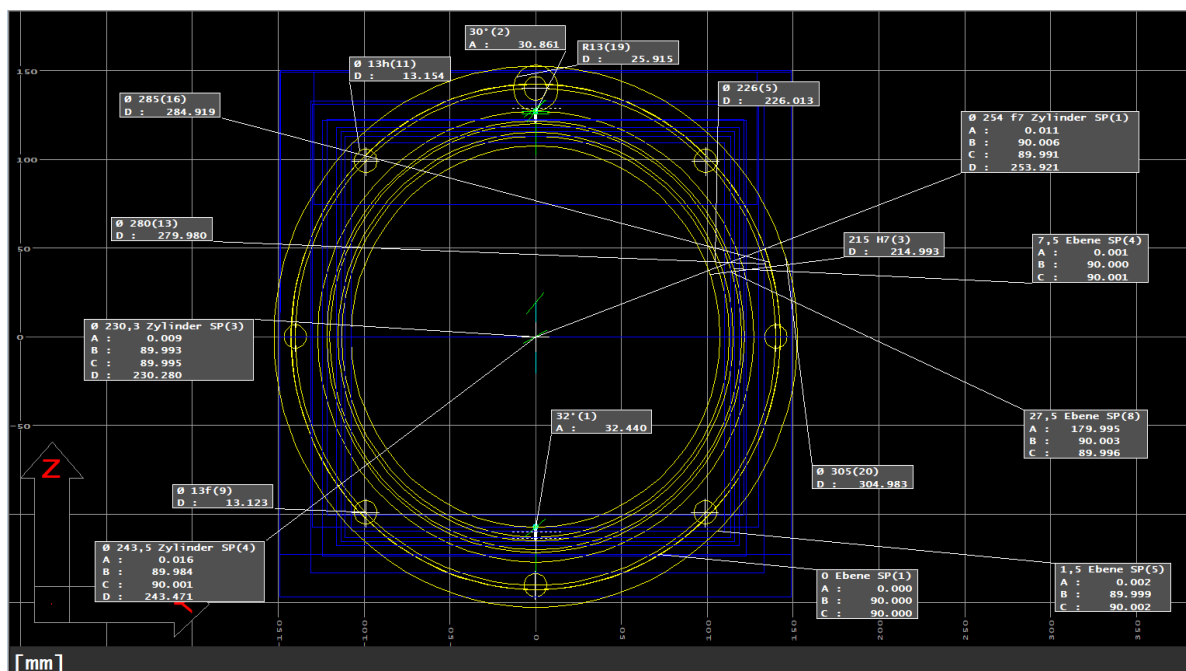 30°(2)
A : 30.861
R13(19)
D : 25.915
Ø 13h(11)
D : 13.154
Ø 285(16)
D : 284.919
Ø 226(5)
D : 226.013
Ø 254 f7 Zylinder SP(1)
A : 0.011
B : 90.006
C : 89.991
D : 253.921
Ø 280(13)
D : 279.980
215 H7(3)
D : 214.993
7,5 Ebene SP(4)
A : 0.001
B : 90.000
C : 90.001
Ø 230,3 Zylinder SP(3)
A : 0.009
B : 89.993
C : 89.995
D : 230.280
32°(1)
A : 32.440
27,5 Ebene SP(8)
A : 179.995
B : 90.003
C : 89.996
Ø 305(20)
D : 304.983
Ø 13f(9)
D : 13.123
Ø 243,5 Zylinder SP(4)
A : 0.016
B : 89.984
C : 90.001
D : 243.471
0 Ebene SP(1)
A : 0.000
B : 90.000
C : 90.000
1,5 Ebene SP(5)
A : 0.002
B : 89.999
C : 90.002
150
100
50
0
50
Z
Y
150
100
50
0
50
100
150
200
250
300
350
[mm]